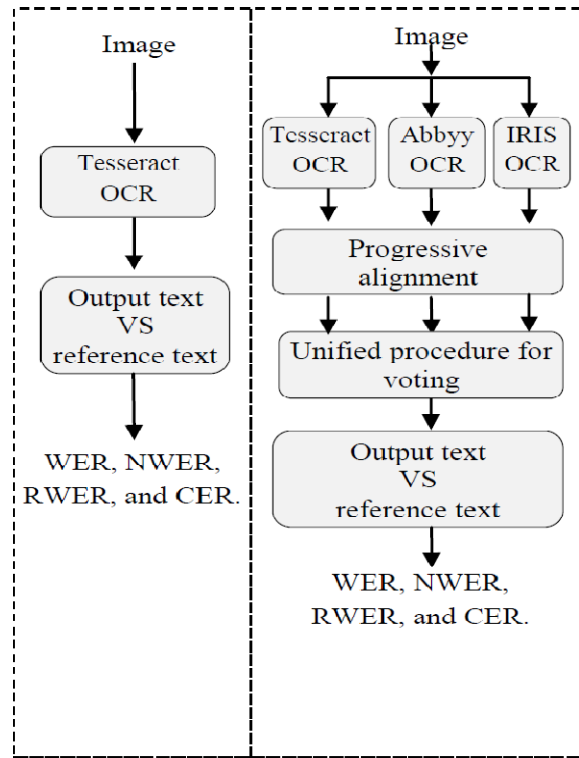 Image
Tesseract
OCR
Output text
VS
reference text
WER, NWER,
RWER, and CER.
Image
Tesseract
OCR
Abbyy
OCR
IRIS
OCR
Progressive
alignment
Unified procedure for
voting
Output text
VS
reference text
WER, NWER,
RWER, and CER.